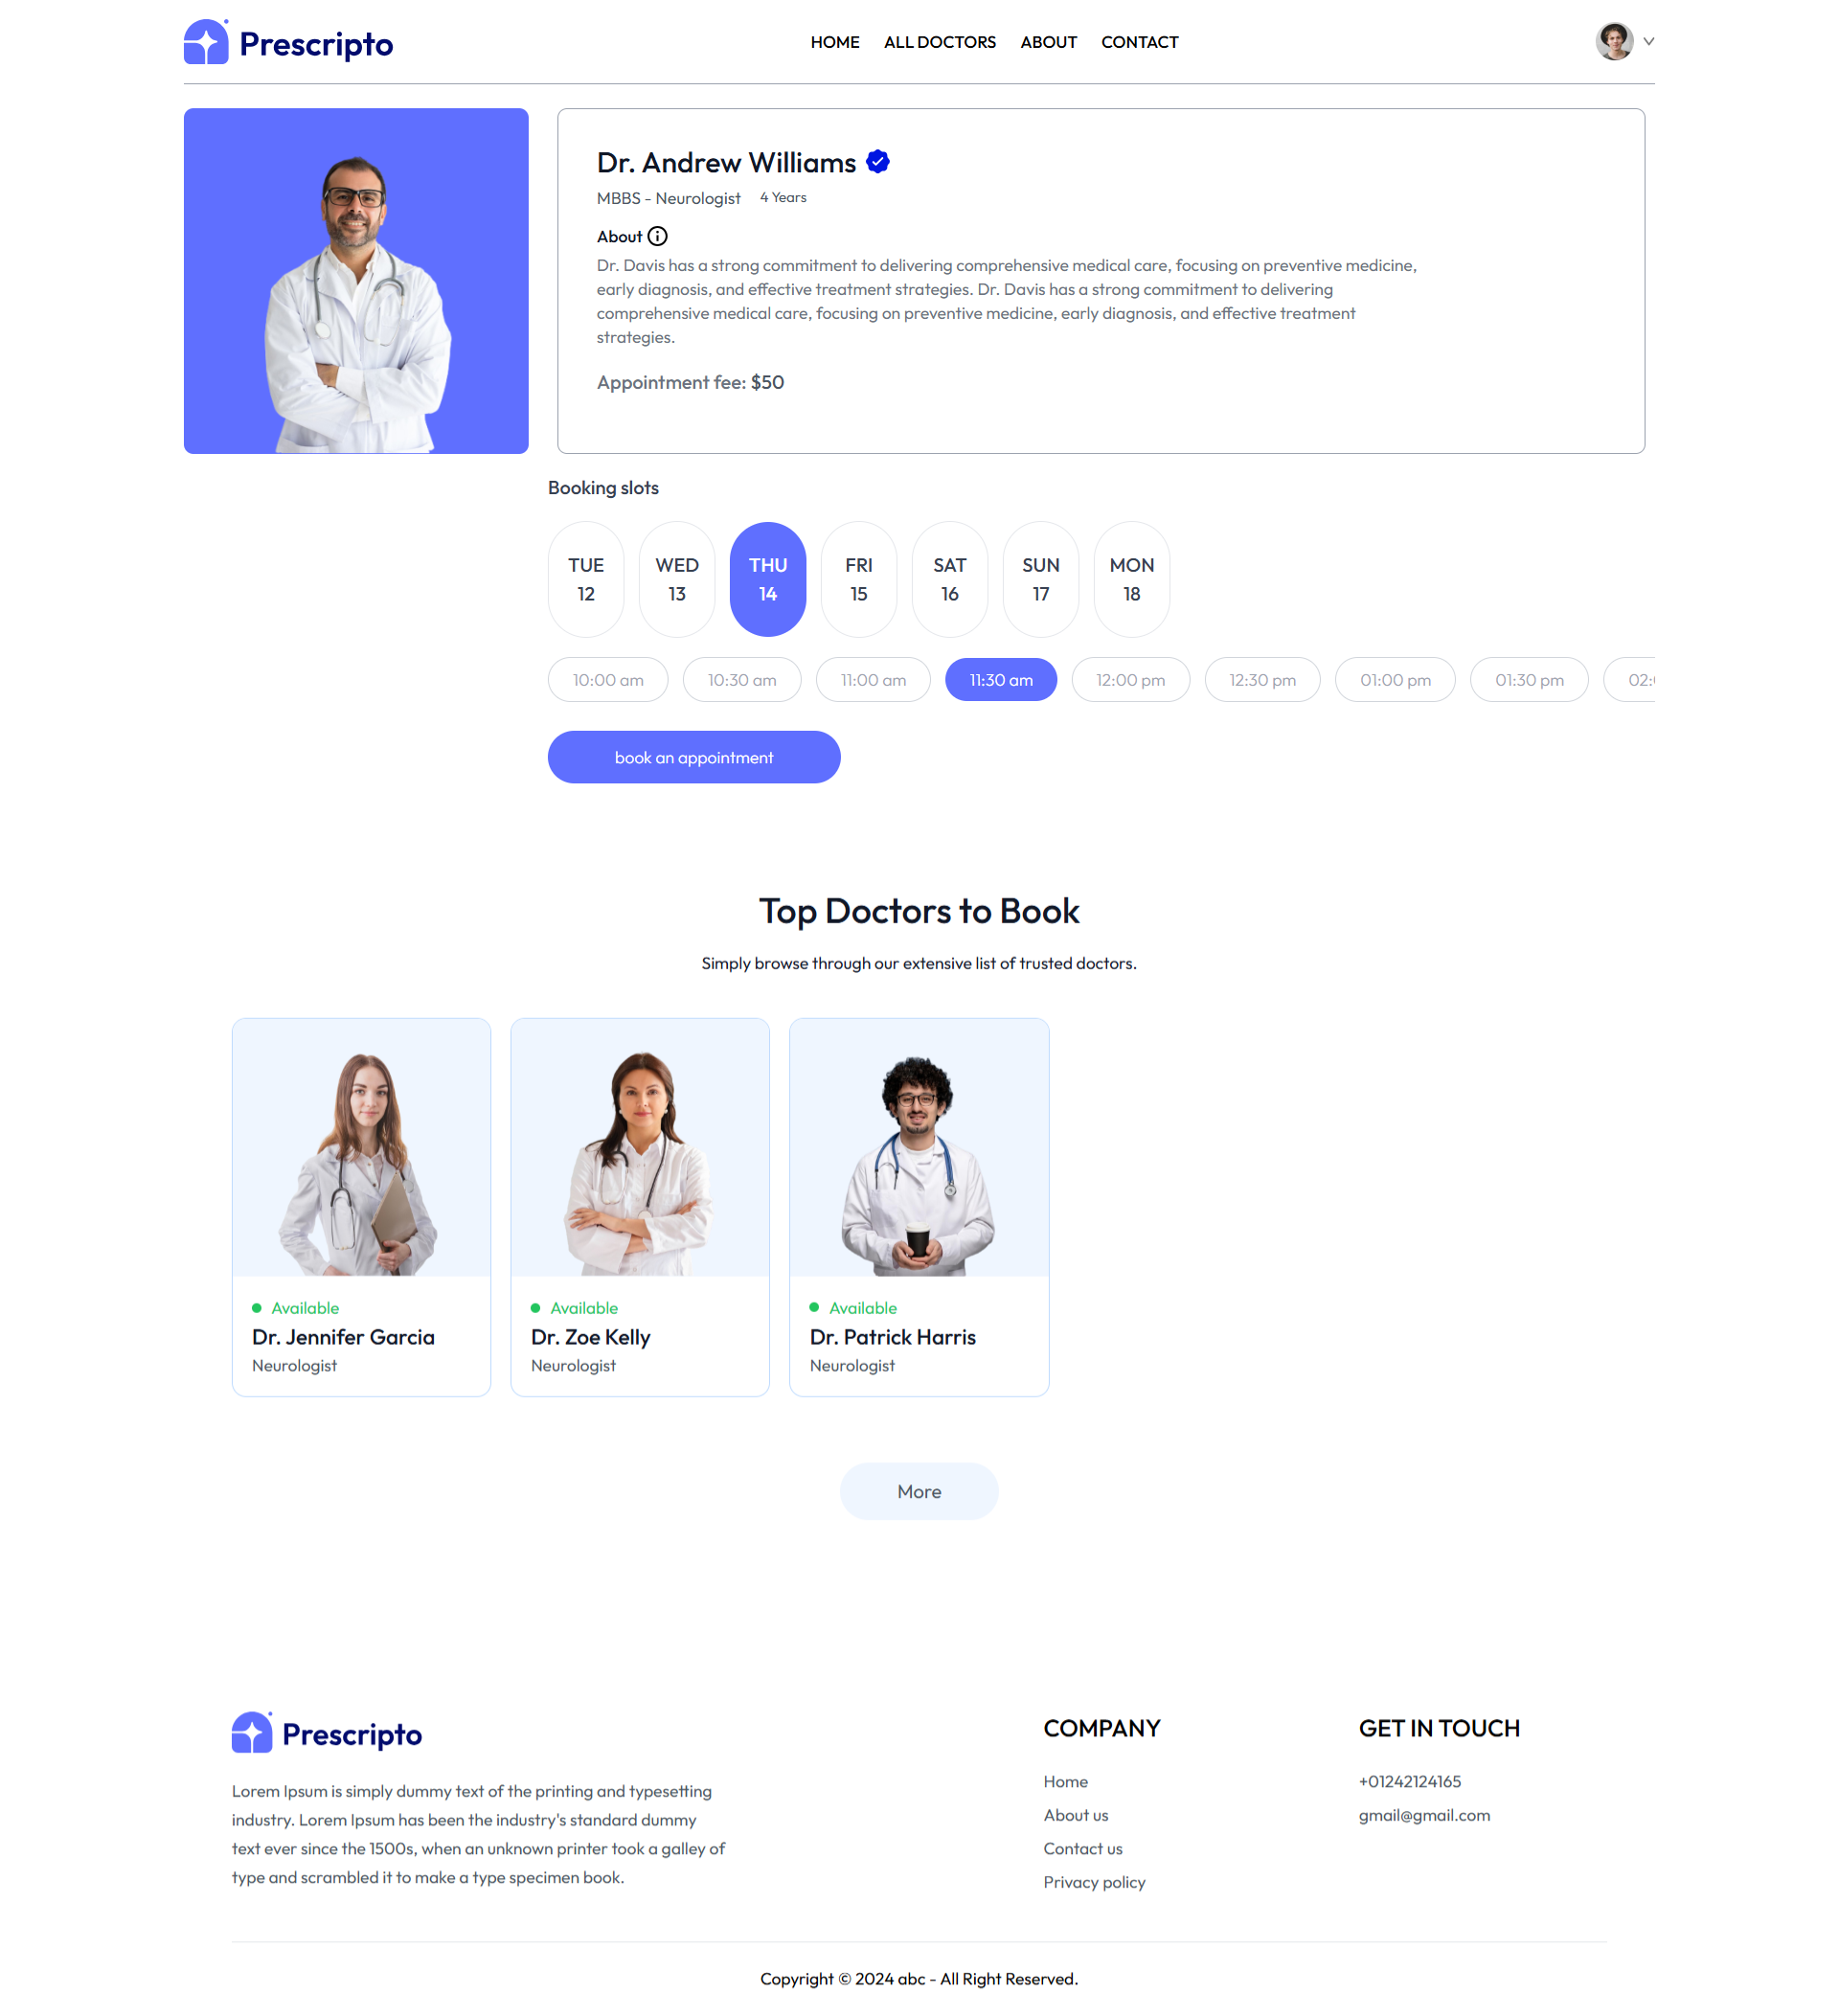 Prescripto
HOME ALL DOCTORS ABOUT CONTACT
Dr. Andrew Williams
MBBS - Neurologist 4 Years
About
Dr. Davis has a strong commitment to delivering comprehensive medical care, focusing on preventive medicine,
early diagnosis, and effective treatment strategies. Dr. Davis has a strong commitment to delivering
comprehensive medical care, focusing on preventive medicine, early diagnosis, and effective treatment
strategies.
Appointment fee: $50
Booking slots
TUE WED THU FRI SAT SUN MON
12 13 14 15 16 17 18
10:00 am 10:30 am 11:00 am 11:30 am 12:00 pm 12:30 pm 01:00 pm 01:30 pm
book an appointment
Top Doctors to Book
Simply browse through our extensive list of trusted doctors.
Available
Dr. Jennifer Garcia
Neurologist
Available
Dr. Zoe Kelly
Neurologist
Available
Dr. Patrick Harris
Neurologist
More
Prescripto
Lorem Ipsum is simply dummy text of the printing and typesetting
industry. Lorem Ipsum has been the industry's standard dummy
text ever since the 1500s, when an unknown printer took a galley of
type and scrambled it to make a type specimen book.
COMPANY
Home
About us
Contact us
Privacy policy
GET IN TOUCH
+01242124165
gmail@gmail.com
Copyright © 2024 abc - All Right Reserved.